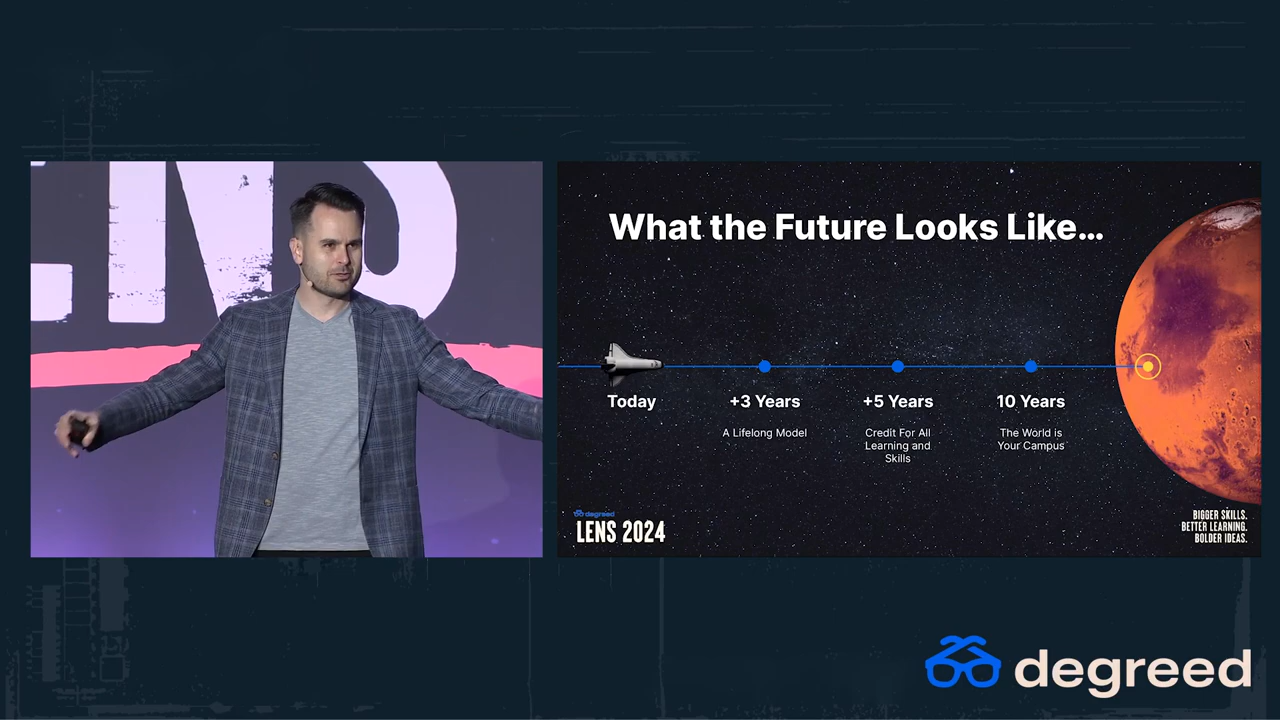 ENS
What the Future Looks Like...
Today
+3 Years
A Lifelong Model
+5 Years
Credit For All
Learning and
Skills
10 Years
The World is
Your Campus
degreed
LENS 2024
BIGGER SKILLS.
BETTER LEARNING.
BOLDER IDEAS.
degreed